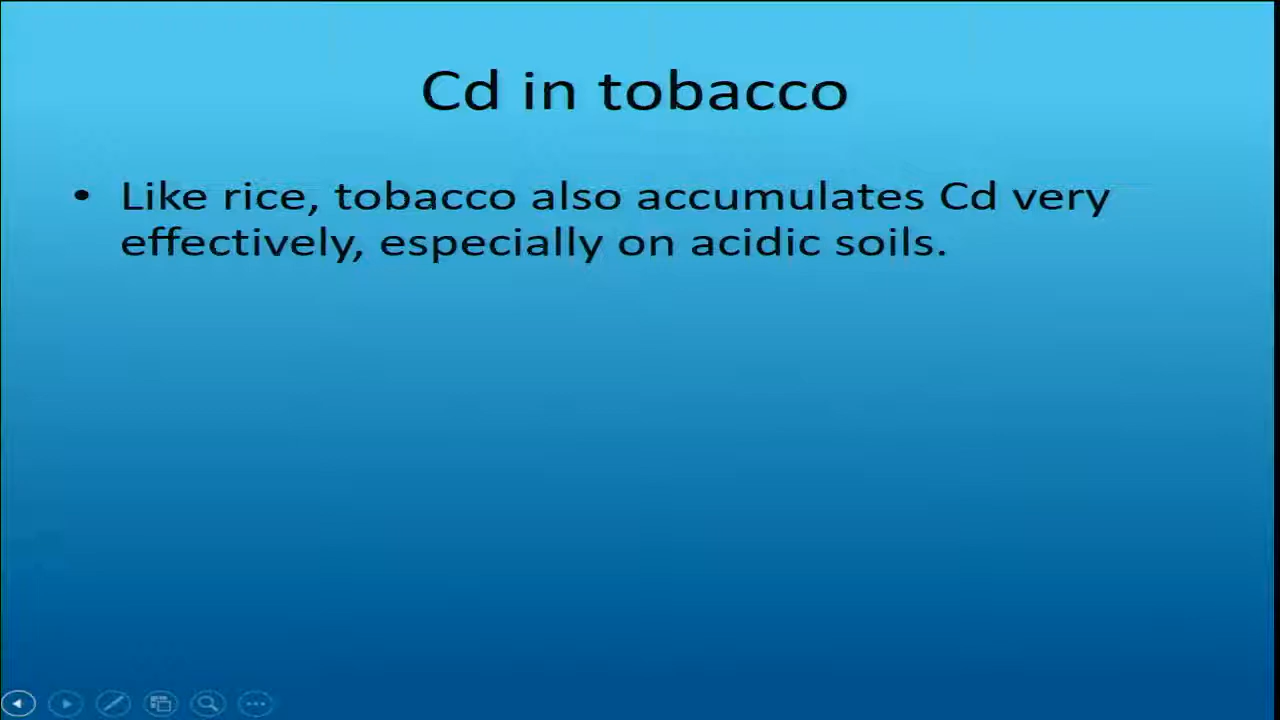 Cd in tobacco
• Like rice, tobacco also accumulates Cd very
effectively, especially on acidic soils.